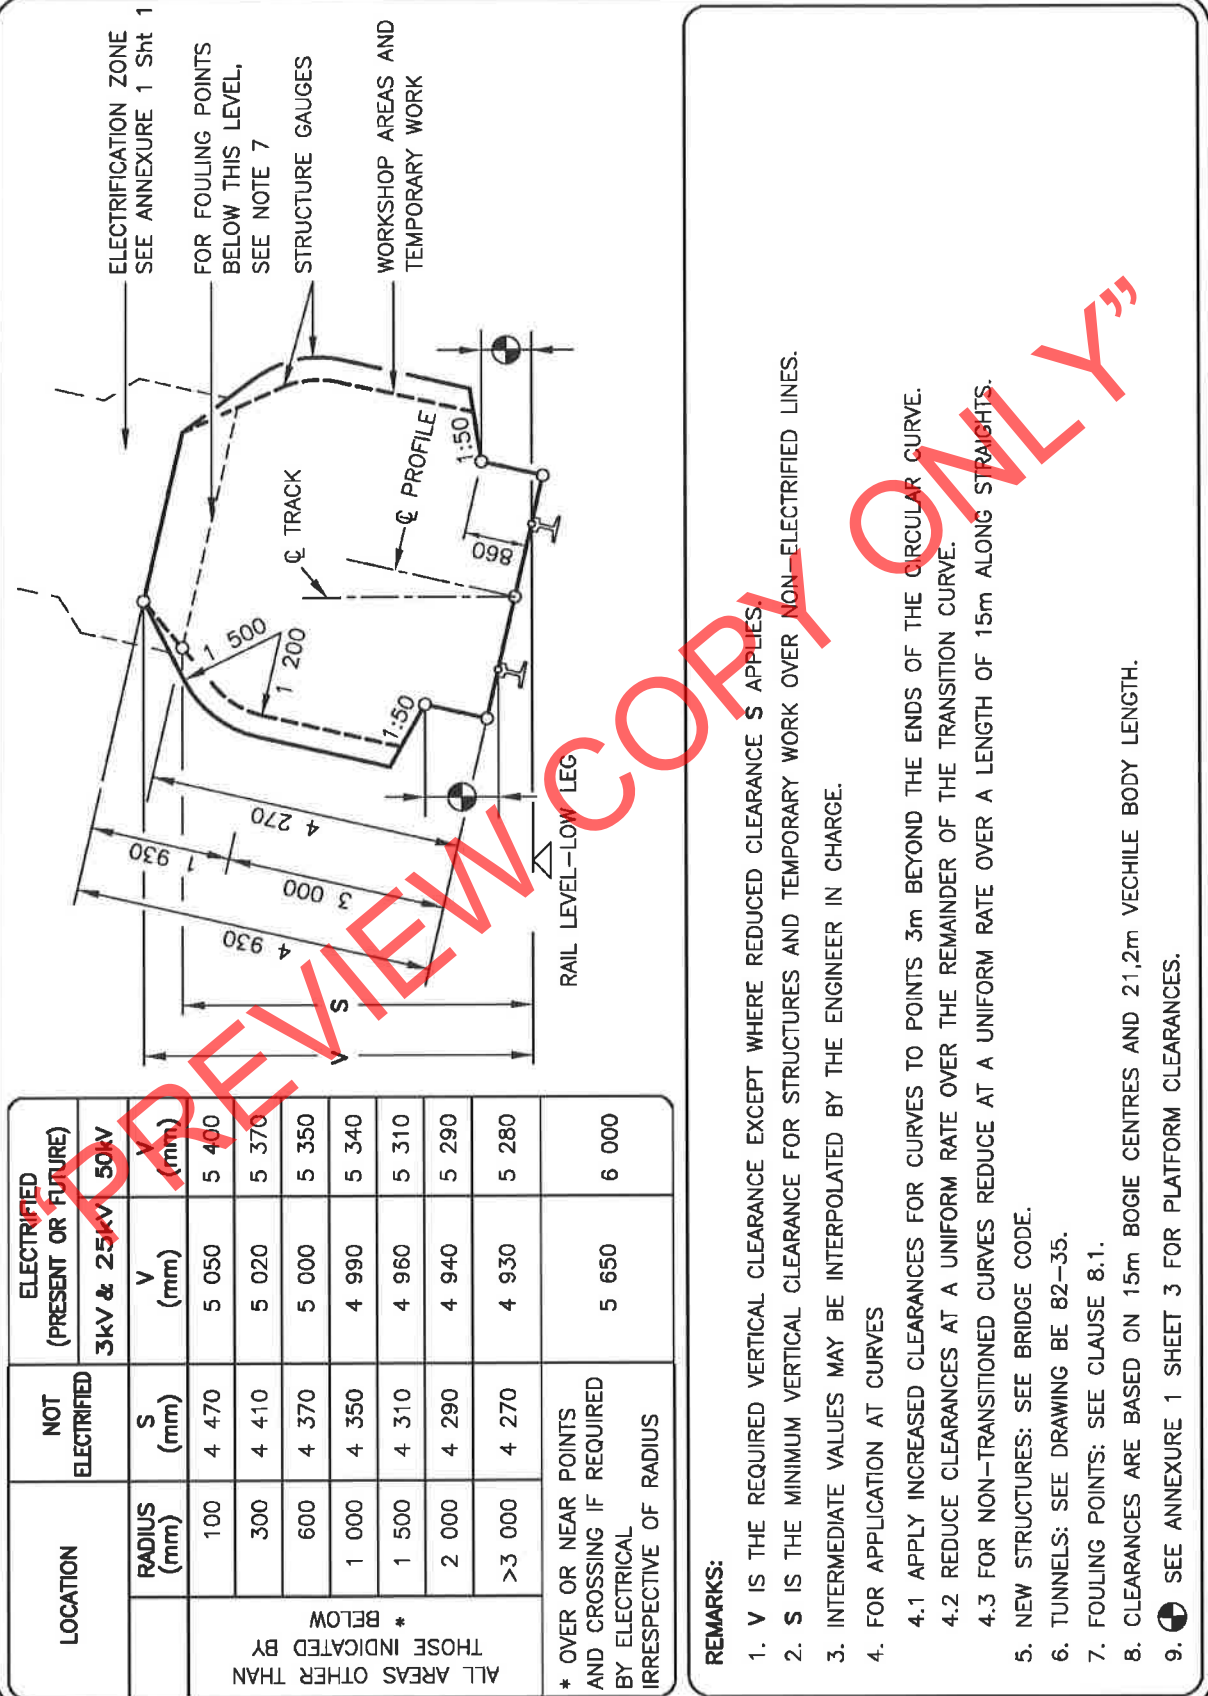 LOCATION
NOT ELECTRIFIED
ELECTRIFIED
(PRESENT OR FUTURE)
3kV & 25kV 50kV
RADIUS (mm) S (mm) V (mm) V (mm)
ALL AREAS OTHER THAN
THOSE INDICATED BY
* BELOW
100 4 470 5 050 5 400
300 4 410 5 020 5 370
600 4 370 5 000 5 350
1 000 4 350 4 990 5 340
1 500 4 310 4 960 5 310
2 000 4 290 4 940 5 290
>3 000 4 270 4 930 5 280
* OVER OR NEAR POINTS
AND CROSSING IF REQUIRED
BY ELECTRICAL
IRRESPECTIVE OF RADIUS
5 650 6 000
ELECTRIFICATION ZONE
SEE ANNEXURE 1 Sht 1
FOR FOULING POINTS
BELOW THIS LEVEL,
SEE NOTE 7
STRUCTURE GAUGES
WORKSHOP AREAS AND
TEMPORARY WORK
V
S
4 930
1 930
3 000
4 270
1 500
1 200
1:50
1:50
860
℄ TRACK
℄ PROFILE
RAIL LEVEL-LOW LEG
REMARKS:
1. V IS THE REQUIRED VERTICAL CLEARANCE EXCEPT WHERE REDUCED CLEARANCE S APPLIES.
2. S IS THE MINIMUM VERTICAL CLEARANCE FOR STRUCTURES AND TEMPORARY WORK OVER NON-ELECTRIFIED LINES.
3. INTERMEDIATE VALUES MAY BE INTERPOLATED BY THE ENGINEER IN CHARGE.
4. FOR APPLICATION AT CURVES
4.1 APPLY INCREASED CLEARANCES FOR CURVES TO POINTS 3m BEYOND THE ENDS OF THE CIRCULAR CURVE.
4.2 REDUCE CLEARANCES AT A UNIFORM RATE OVER THE REMAINDER OF THE TRANSITION CURVE.
4.3 FOR NON-TRANSITIONED CURVES REDUCE AT A UNIFORM RATE OVER A LENGTH OF 15m ALONG STRAIGHTS.
5. NEW STRUCTURES: SEE BRIDGE CODE.
6. TUNNELS: SEE DRAWING BE 82-35.
7. FOULING POINTS: SEE CLAUSE 8.1.
8. CLEARANCES ARE BASED ON 15m BOGIE CENTRES AND 21,2m VECHILE BODY LENGTH.
9. SEE ANNEXURE 1 SHEET 3 FOR PLATFORM CLEARANCES.
"PREVIEW COPY ONLY"